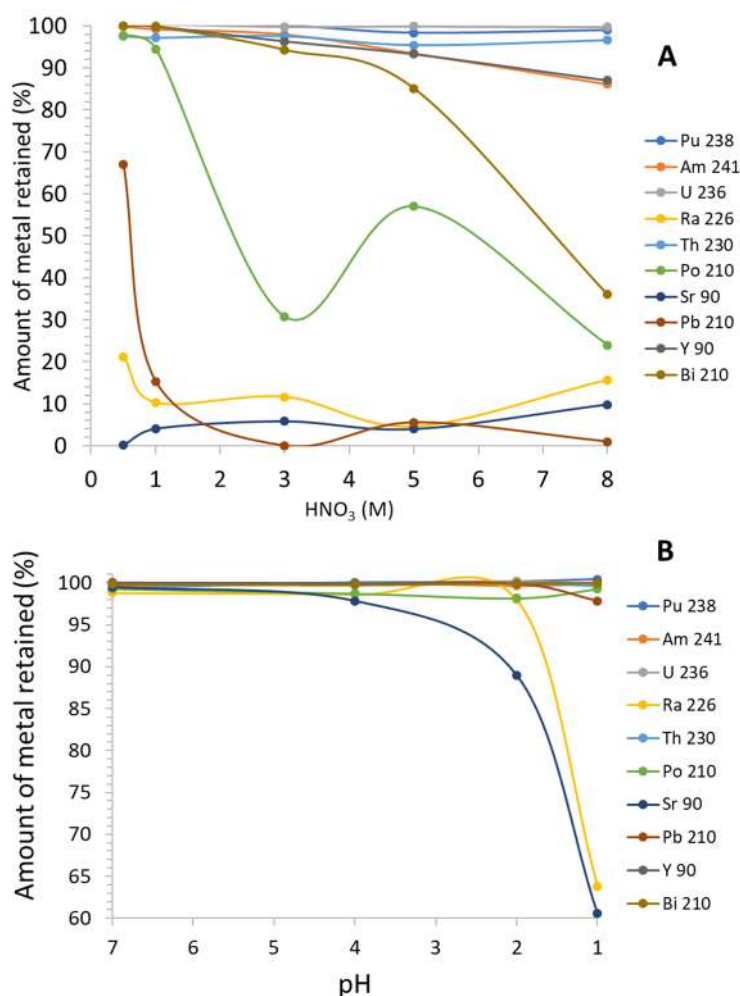 A
Amount of metal retained (%)
100
90
80
70
60
50
40
30
20
10
0
0 1 2 3 4 5 6 7 8
HNO₃ (M)
Pu 238
Am 241
U 236
Ra 226
Th 230
Po 210
Sr 90
Pb 210
Y 90
Bi 210
B
Amount of metal retained (%)
100
95
90
85
80
75
70
65
60
7 6 5 4 3 2 1
pH
Pu 238
Am 241
U 236
Ra 226
Th 230
Po 210
Sr 90
Pb 210
Y 90
Bi 210